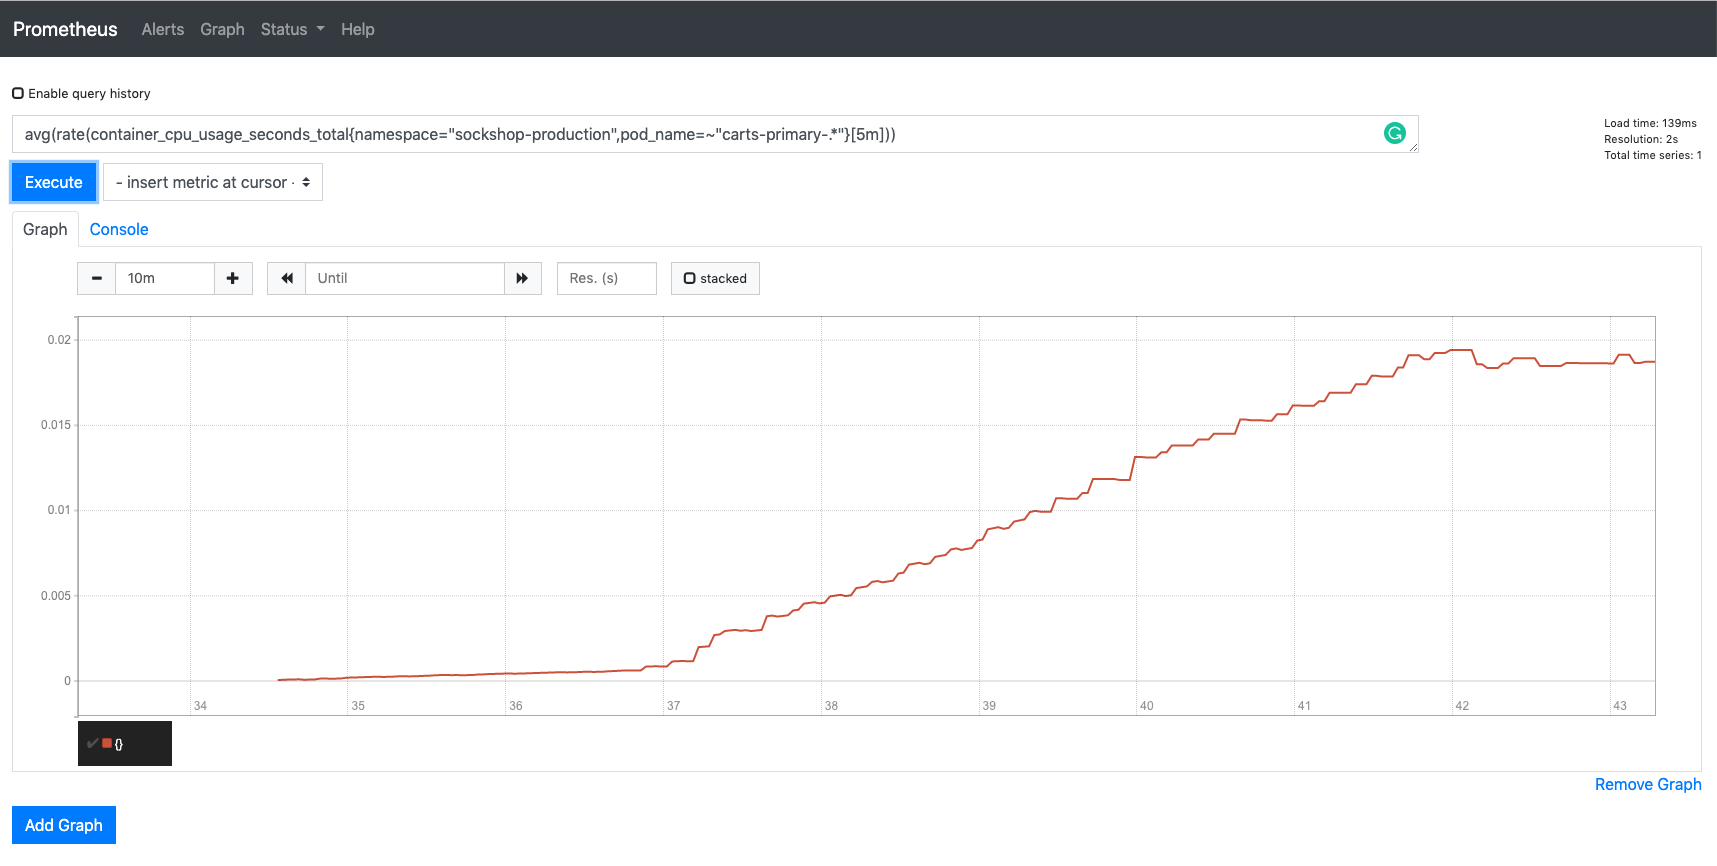 Prometheus Alerts Graph Status Help
Enable query history
avg(rate(container_cpu_usage_seconds_total{namespace="sockshop-production",pod_name=~"carts-primary-.*"}[5m]))
Load time: 139ms
Resolution: 2s
Total time series: 1
Execute - insert metric at cursor -
Graph Console
10m Until Res. (s) stacked
0.02
0.015
0.01
0.005
0
34 35 36 37 38 39 40 41 42 43
{}
Remove Graph
Add Graph